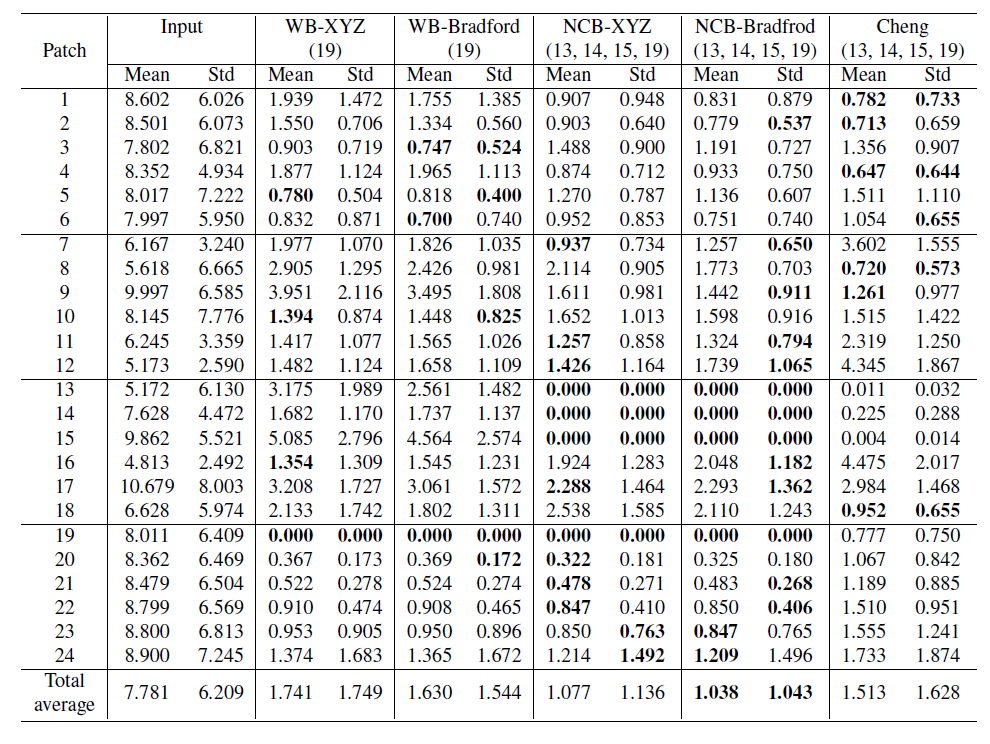 Patch Input WB-XYZ (19) WB-Bradford (19) NCB-XYZ (13, 14, 15, 19) NCB-Bradfrod (13, 14, 15, 19) Cheng (13, 14, 15, 19)
Mean Std Mean Std Mean Std Mean Std Mean Std Mean Std
1 8.602 6.026 1.939 1.472 1.755 1.385 0.907 0.948 0.831 0.879 0.782 0.733
2 8.501 6.073 1.550 0.706 1.334 0.560 0.903 0.640 0.779 0.537 0.713 0.659
3 7.802 6.821 0.903 0.719 0.747 0.524 1.488 0.900 1.191 0.727 1.356 0.907
4 8.352 4.934 1.877 1.124 1.965 1.113 0.874 0.712 0.933 0.750 0.647 0.644
5 8.017 7.222 0.780 0.504 0.818 0.400 1.270 0.787 1.136 0.607 1.511 1.110
6 7.997 5.950 0.832 0.871 0.700 0.740 0.952 0.853 0.751 0.740 1.054 0.655
7 6.167 3.240 1.977 1.070 1.826 1.035 0.937 0.734 1.257 0.650 3.602 1.555
8 5.618 6.665 2.905 1.295 2.426 0.981 2.114 0.905 1.773 0.703 0.720 0.573
9 9.997 6.585 3.951 2.116 3.495 1.808 1.611 0.981 1.442 0.911 1.261 0.977
10 8.145 7.776 1.394 0.874 1.448 0.825 1.652 1.013 1.598 0.916 1.515 1.422
11 6.245 3.359 1.417 1.077 1.565 1.026 1.257 0.858 1.324 0.794 2.319 1.250
12 5.173 2.590 1.482 1.124 1.658 1.109 1.426 1.164 1.739 1.065 4.345 1.867
13 5.172 6.130 3.175 1.989 2.561 1.482 0.000 0.000 0.000 0.000 0.011 0.032
14 7.628 4.472 1.682 1.170 1.737 1.137 0.000 0.000 0.000 0.000 0.225 0.288
15 9.862 5.521 5.085 2.796 4.564 2.574 0.000 0.000 0.000 0.000 0.004 0.014
16 4.813 2.492 1.354 1.309 1.545 1.231 1.924 1.283 2.048 1.182 4.475 2.017
17 10.679 8.003 3.208 1.727 3.061 1.572 2.288 1.464 2.293 1.362 2.984 1.468
18 6.628 5.974 2.133 1.742 1.802 1.311 2.538 1.585 2.110 1.243 0.952 0.655
19 8.011 6.409 0.000 0.000 0.000 0.000 0.000 0.000 0.000 0.000 0.777 0.750
20 8.362 6.469 0.367 0.173 0.369 0.172 0.322 0.181 0.325 0.180 1.067 0.842
21 8.479 6.504 0.522 0.278 0.524 0.274 0.478 0.271 0.483 0.268 1.189 0.885
22 8.799 6.569 0.910 0.474 0.908 0.465 0.847 0.410 0.850 0.406 1.510 0.951
23 8.800 6.813 0.953 0.905 0.950 0.896 0.850 0.763 0.847 0.765 1.555 1.241
24 8.900 7.245 1.374 1.683 1.365 1.672 1.214 1.492 1.209 1.496 1.733 1.874
Total average 7.781 6.209 1.741 1.749 1.630 1.544 1.077 1.136 1.038 1.043 1.513 1.628